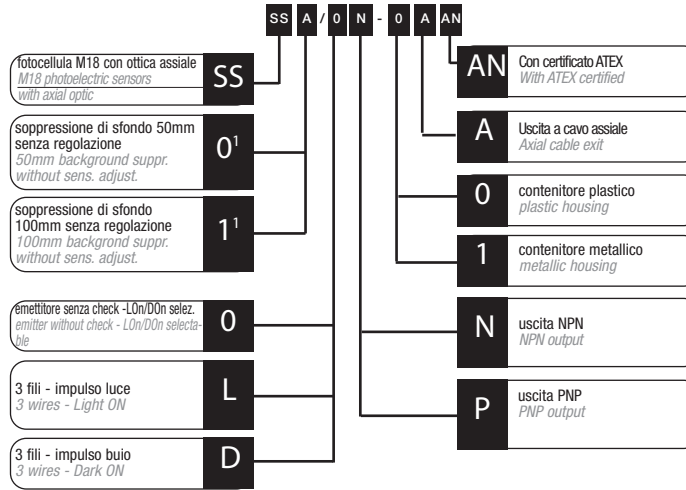 SS A / 0 N - 0 A AN
fotocellula M18 con ottica assiale
M18 photoelectric sensors
with axial optic
SS
soppressione di sfondo 50mm
senza regolazione
50mm background suppr.
without sens. adjust.
0¹
soppressione di sfondo
100mm senza regolazione
100mm backgrond suppr.
without sens. adjust.
1¹
emettitore senza check -LOn/DOn selez.
emitter without check - LOn/DOn selecta-
ble
0
3 fili - impulso luce
3 wires - Light ON
L
3 fili - impulso buio
3 wires - Dark ON
D
AN
Con certificato ATEX
With ATEX certified
A
Uscita a cavo assiale
Axial cable exit
0
contenitore plastico
plastic housing
1
contenitore metallico
metallic housing
N
uscita NPN
NPN output
P
uscita PNP
PNP output